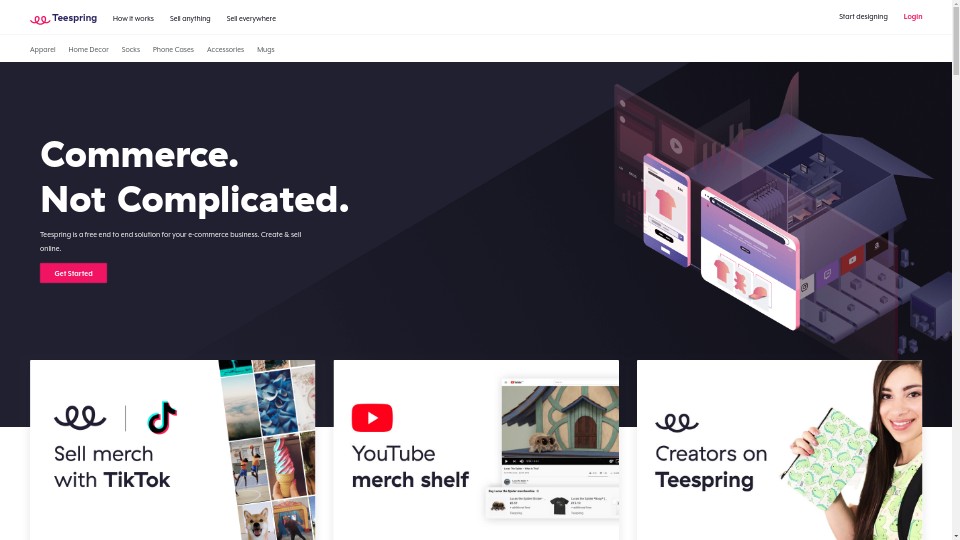 Teespring
How it works
Sell anything
Sell everywhere
Start designing
Login
Apparel
Home Decor
Socks
Phone Cases
Accessories
Mugs
Commerce.
Not Complicated.
Teespring is a free end to end solution for your e-commerce business. Create & sell
online.
Get Started
Sell merch
with TikTok
YouTube
merch shelf
Creators on
Teespring